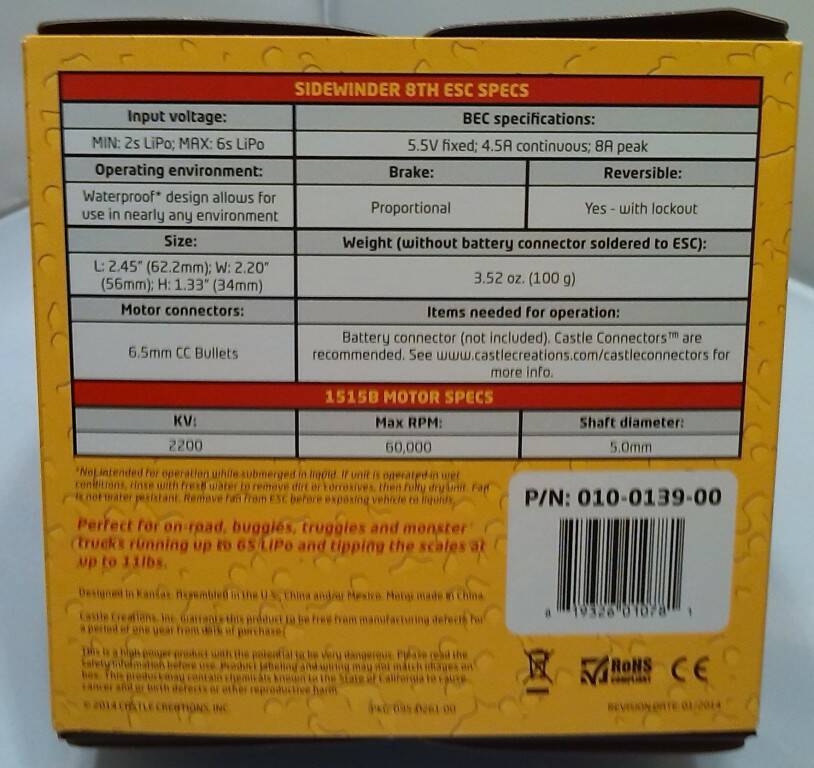 SIDEWINDER 8TH ESC SPECS
Input voltage:
BEC specifications:
MIN: 2s LiPo; MAX: 6s LiPo
5.5V fixed; 4.5A continuous; 8A peak
Operating environment:
Brake:
Reversible:
Waterproof* design allows for
use in nearly any environment
Proportional
Yes - with lockout
Size:
Weight (without battery connector soldered to ESC):
L: 2.45" (62.2mm); W: 2.20"
(56mm); H: 1.33" (34mm)
3.52 oz. (100 g)
Motor connectors:
Items needed for operation:
6.5mm CC Bullets
Battery connector (not included). Castle Connectors™ are
recommended. See www.castlecreations.com/castleconnectors for
more info.
1515B MOTOR SPECS
KV:
Max RPM:
Shaft diameter:
2200
60,000
5.0mm
*Not intended for operation while submerged in liquid. If unit is operated in wet
conditions, rinse with fresh water to remove dirt or corrosives, then fully dry unit. Fan
is not water resistant. Remove fan from ESC before exposing vehicle to liquids.
Perfect for on-road, buggies, truggies and monster
trucks running up to 6S LiPo and tipping the scales at
up to 11lbs.
Designed in Kansas. Assembled in the U.S., China and/or Mexico. Motor made in China.
Castle Creations, Inc. warrants this product to be free from manufacturing defects for
a period of one year from date of purchase.
This is a high power product with the potential to be very dangerous. Please read the
safety information before use. Product labeling and wiring may not match images on
box. This product may contain chemicals known to the State of California to cause
cancer and or birth defects or other reproductive harm.
© 2014 CASTLE CREATIONS, INC.
REVISION DATE: 01/2014
P/N: 010-0139-00
8 19326 01078 1
RoHS
COMPLIANT
CE